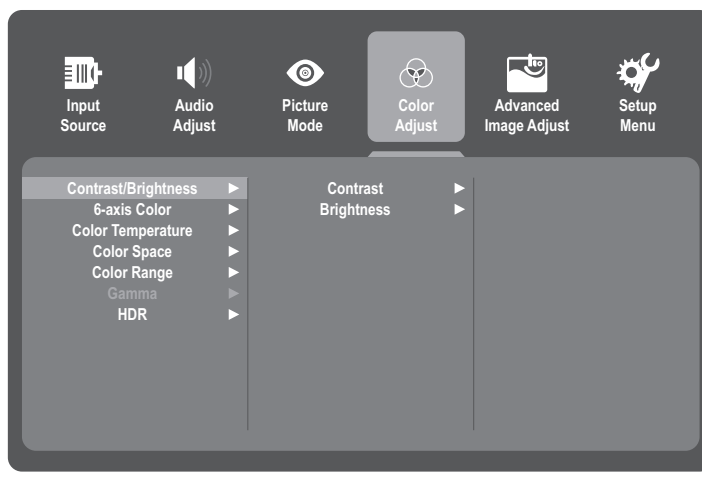 Input
Source
Audio
Adjust
Picture
Mode
Color
Adjust
Advanced
Image Adjust
Setup
Menu
Contrast/Brightness
6-axis Color
Color Temperature
Color Space
Color Range
Gamma
HDR
Contrast
Brightness